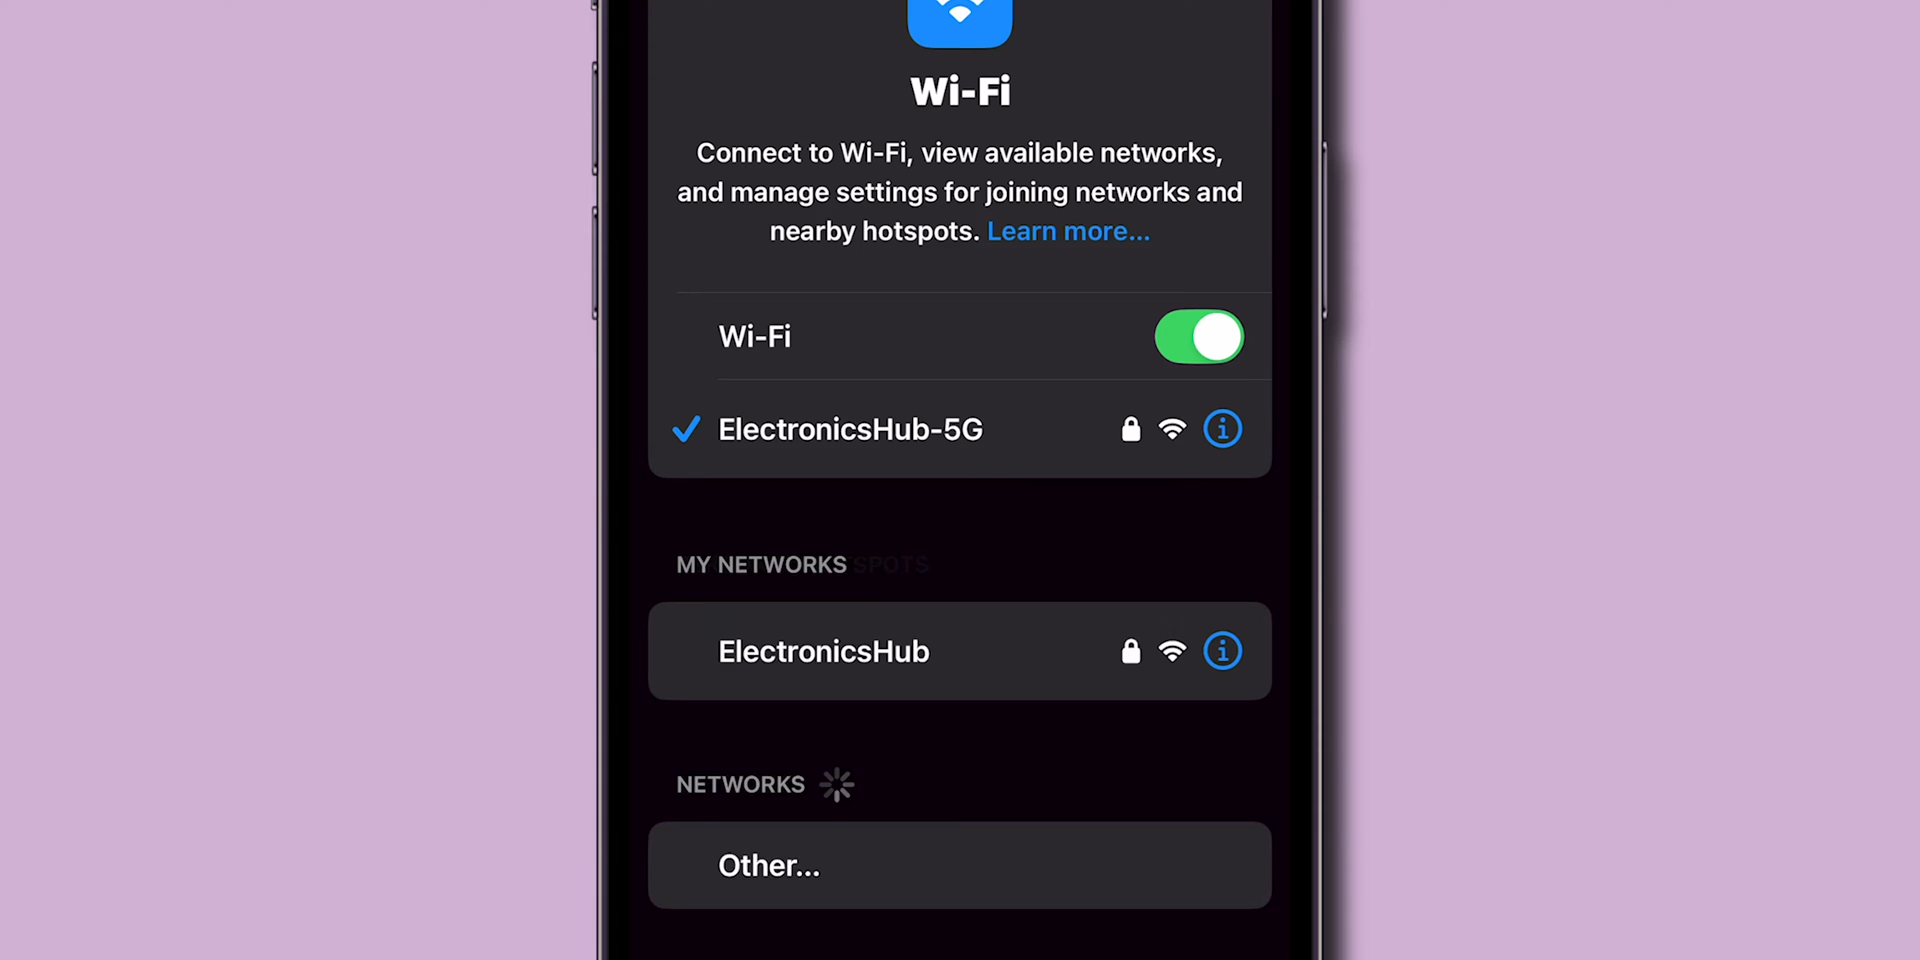 Wi-Fi
Connect to Wi-Fi, view available networks,
and manage settings for joining networks and
nearby hotspots. Learn more...
Wi-Fi
ElectronicsHub-5G
MY NETWORKS
ElectronicsHub
NETWORKS
Other...